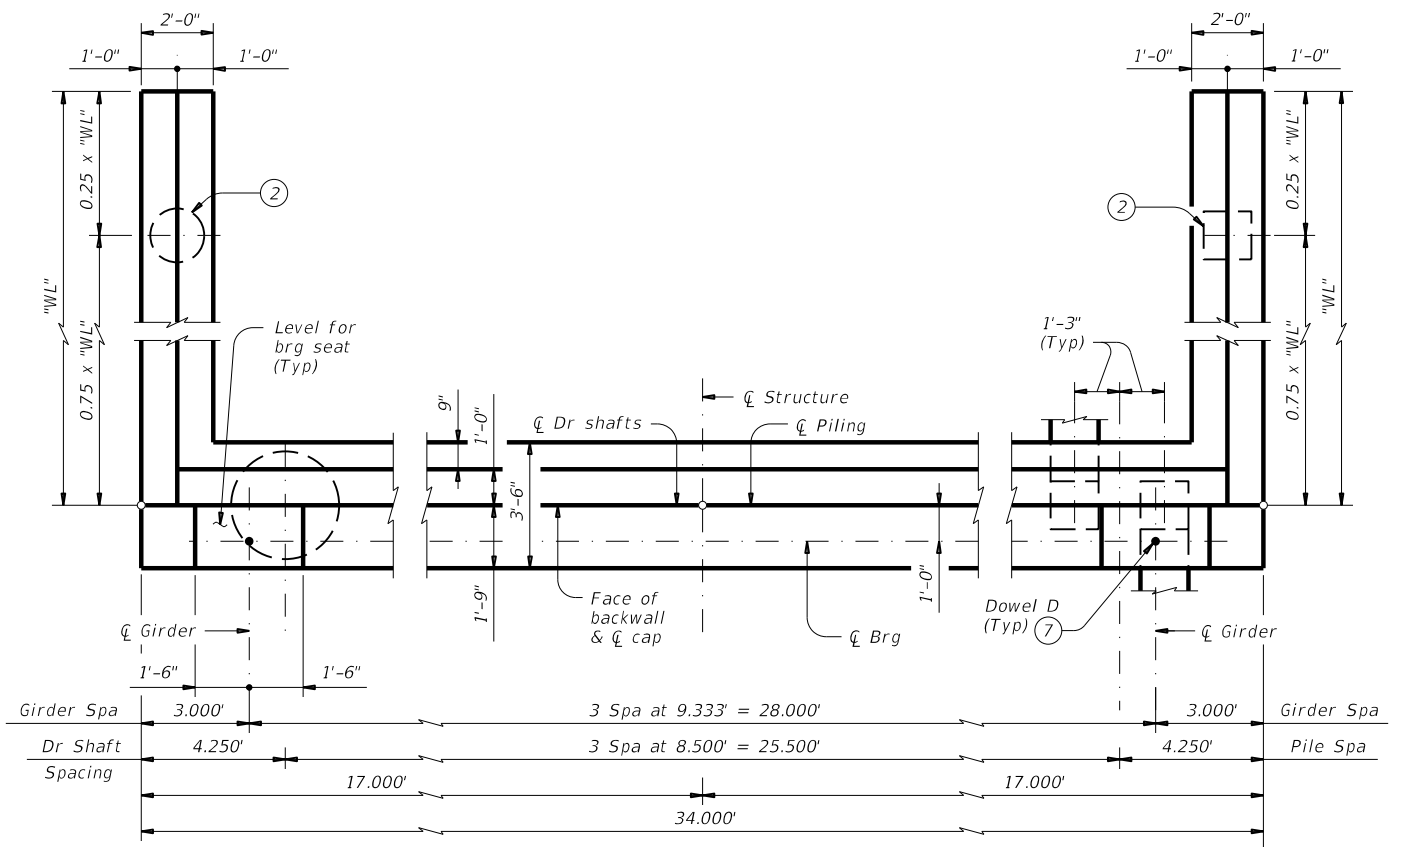 2'-0"
2'-0"
1'-0"
1'-0"
1'-0"
1'-0"
0.25 x "WL"
0.25 x "WL"
2
2
"WL"
"WL"
0.75 x "WL"
0.75 x "WL"
Level for
brg seat
(Typ)
1'-3"
(Typ)
9"
1'-0"
℄ Structure
℄ Dr shafts
℄ Piling
3'-6"
1'-9"
1'-0"
Face of
backwall
& ℄ cap
℄ Brg
Dowel D
(Typ) 7
℄ Girder
℄ Girder
1'-6"
1'-6"
Girder Spa
3.000'
3 Spa at 9.333' = 28.000'
3.000'
Girder Spa
Dr Shaft
Spacing
4.250'
3 Spa at 8.500' = 25.500'
4.250'
Pile Spa
17.000'
17.000'
34.000'